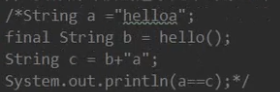 /*String a ="helloa";
final String b = hello();
String c = b+"a";
System.out.println(a==c);*/